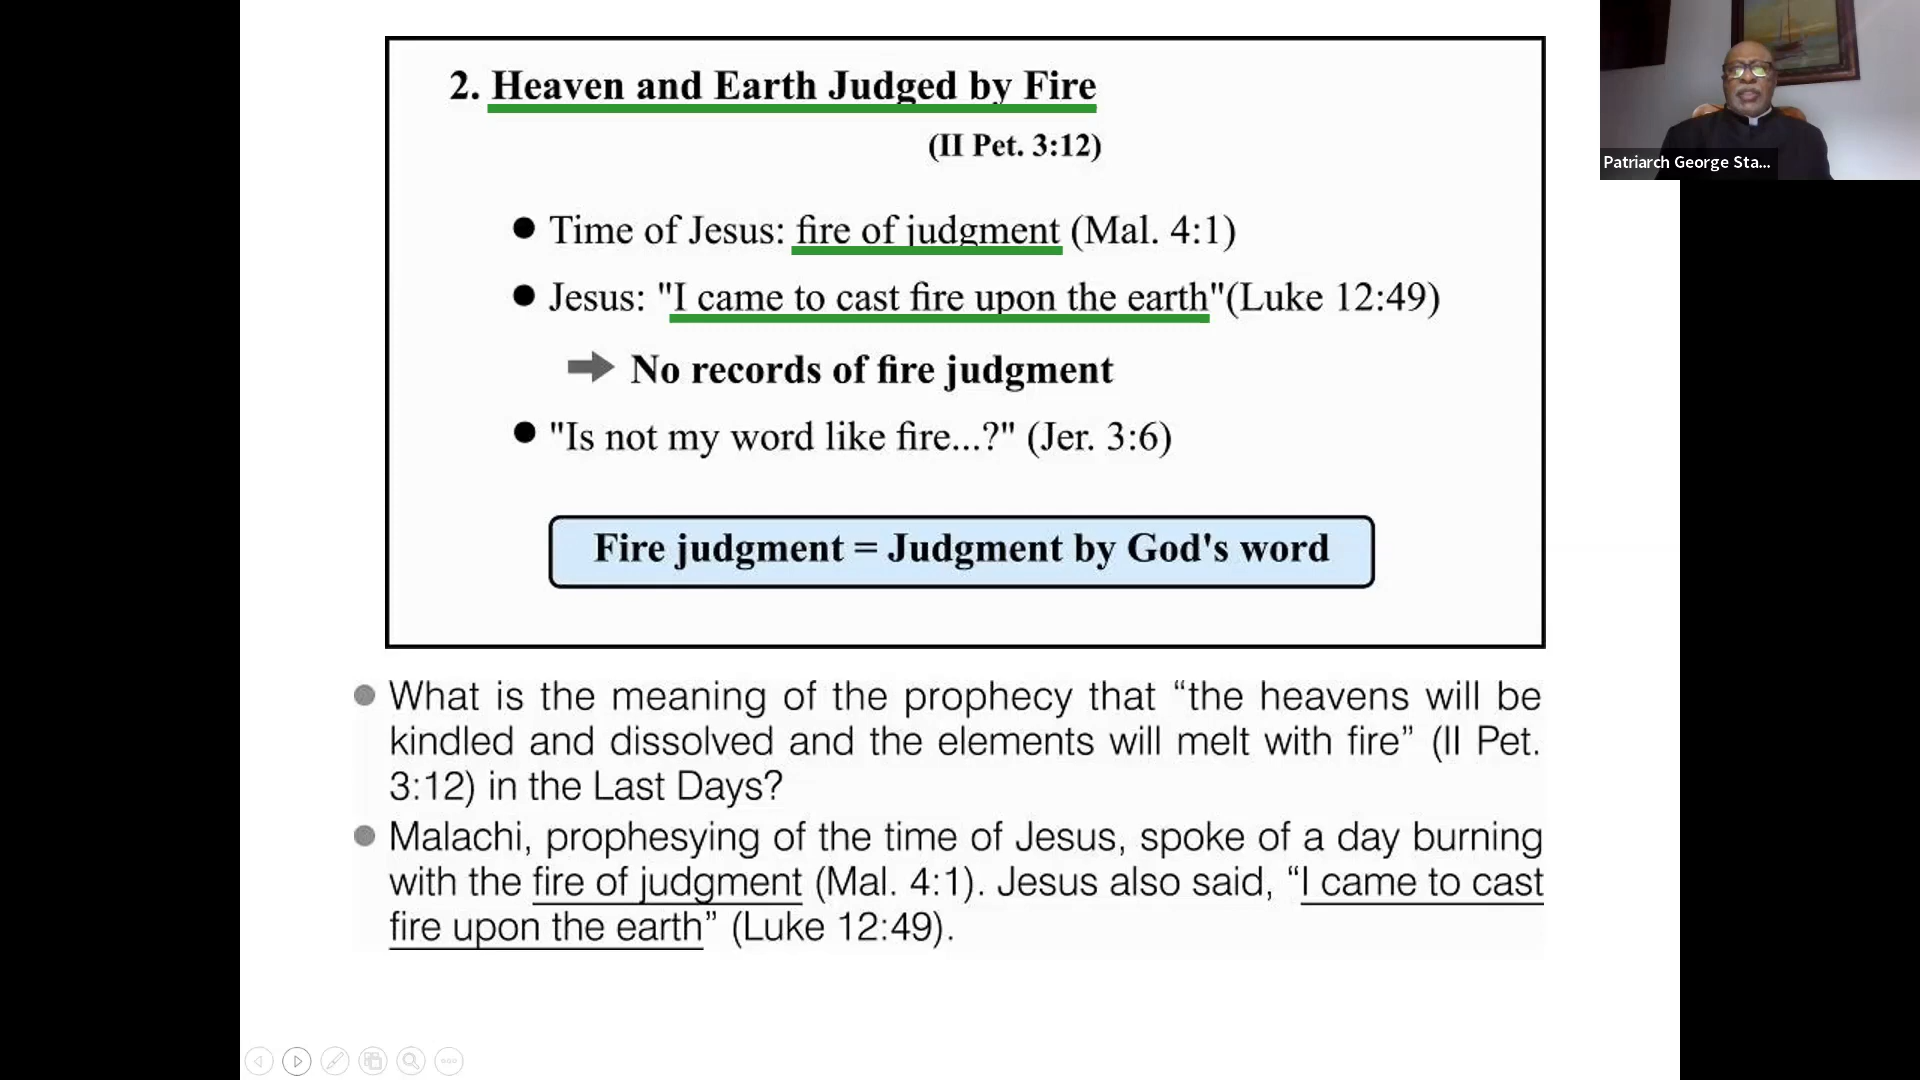 2. Heaven and Earth Judged by Fire
(II Pet. 3:12)
● Time of Jesus: fire of judgment (Mal. 4:1)
● Jesus: "I came to cast fire upon the earth"(Luke 12:49)
No records of fire judgment
● "Is not my word like fire...?" (Jer. 3:6)
Fire judgment = Judgment by God's word
● What is the meaning of the prophecy that “the heavens will be
kindled and dissolved and the elements will melt with fire” (II Pet.
3:12) in the Last Days?
● Malachi, prophesying of the time of Jesus, spoke of a day burning
with the fire of judgment (Mal. 4:1). Jesus also said, “I came to cast
fire upon the earth” (Luke 12:49).
Patriarch George Sta...